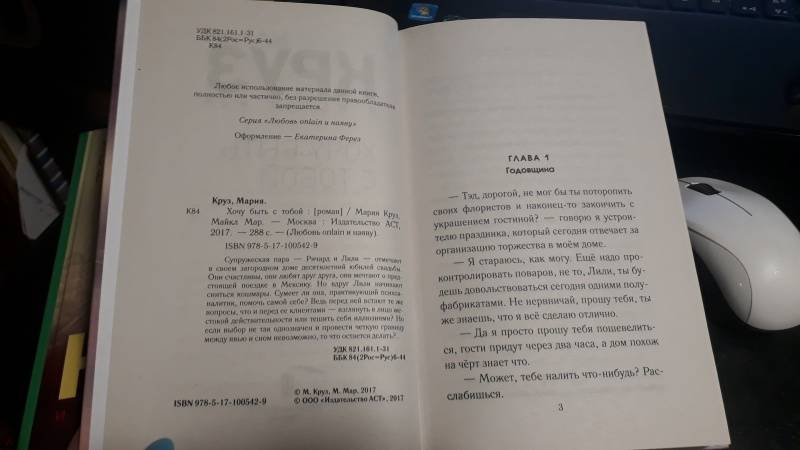 УДК 821.161.1-31
ББК 84(2Рос=Рус)6-44
К84
Любое использование материала данной книги,
полностью или частично, без разрешения правообладателя
запрещается.
Серия «Любовь onlain и наяву»
Оформление — Екатерина Ферез
Круз, Мария.
К84 Хочу быть с тобой : [роман] / Мария Круз,
Майкл Мар. — Москва : Издательство АСТ,
2017. — 288 с. — (Любовь onlain и наяву).
ISBN 978-5-17-100542-9
Супружеская пара — Ричард и Лили — отмечают
в своем загородном доме десятилетний юбилей свадьбы.
Они счастливы, они любят друг друга, они мечтают о пред-
стоящей поездке в Мексику. Но вдруг Лили начинают
сниться кошмары. Сумеет ли она, практикующий психоа-
налитик, помочь самой себе? Ведь перед ней встают те же
вопросы, что и перед ее клиентами — взглянуть в лицо же-
стокой действительности или тешить себя иллюзиями? Но
если выбор не так однозначен и провести четкую границу
между явью и сном невозможно, то что остается делать?..
УДК 821.161.1-31
ББК 84(2Рос=Рус)6-44
© М. Круз, М. Мар, 2017
ISBN 978-5-17-100542-9 © ООО «Издательство АСТ», 2017
КРУЗ
ГЛАВА 1
Годовщина
— Тэд, дорогой, не мог бы ты поторопить
своих флористов и наконец-то закончить с
украшением гостиной? — говорю я устрои-
телю праздника, который сегодня отвечает за
организацию торжества в моём доме.
— Я стараюсь, как могу. Ещё надо про-
контролировать поваров, не то, Лили, ты бу-
дешь довольствоваться сегодня одними полу-
фабрикатами. Не нервничай, прошу тебя, ты
же знаешь, что я всё сделаю отлично.
— Да я просто прошу тебя пошевелить-
ся, гости придут через два часа, а дом похож
на чёрт знает что.
— Может, тебе налить что-нибудь? Рас-
слабишься.
3